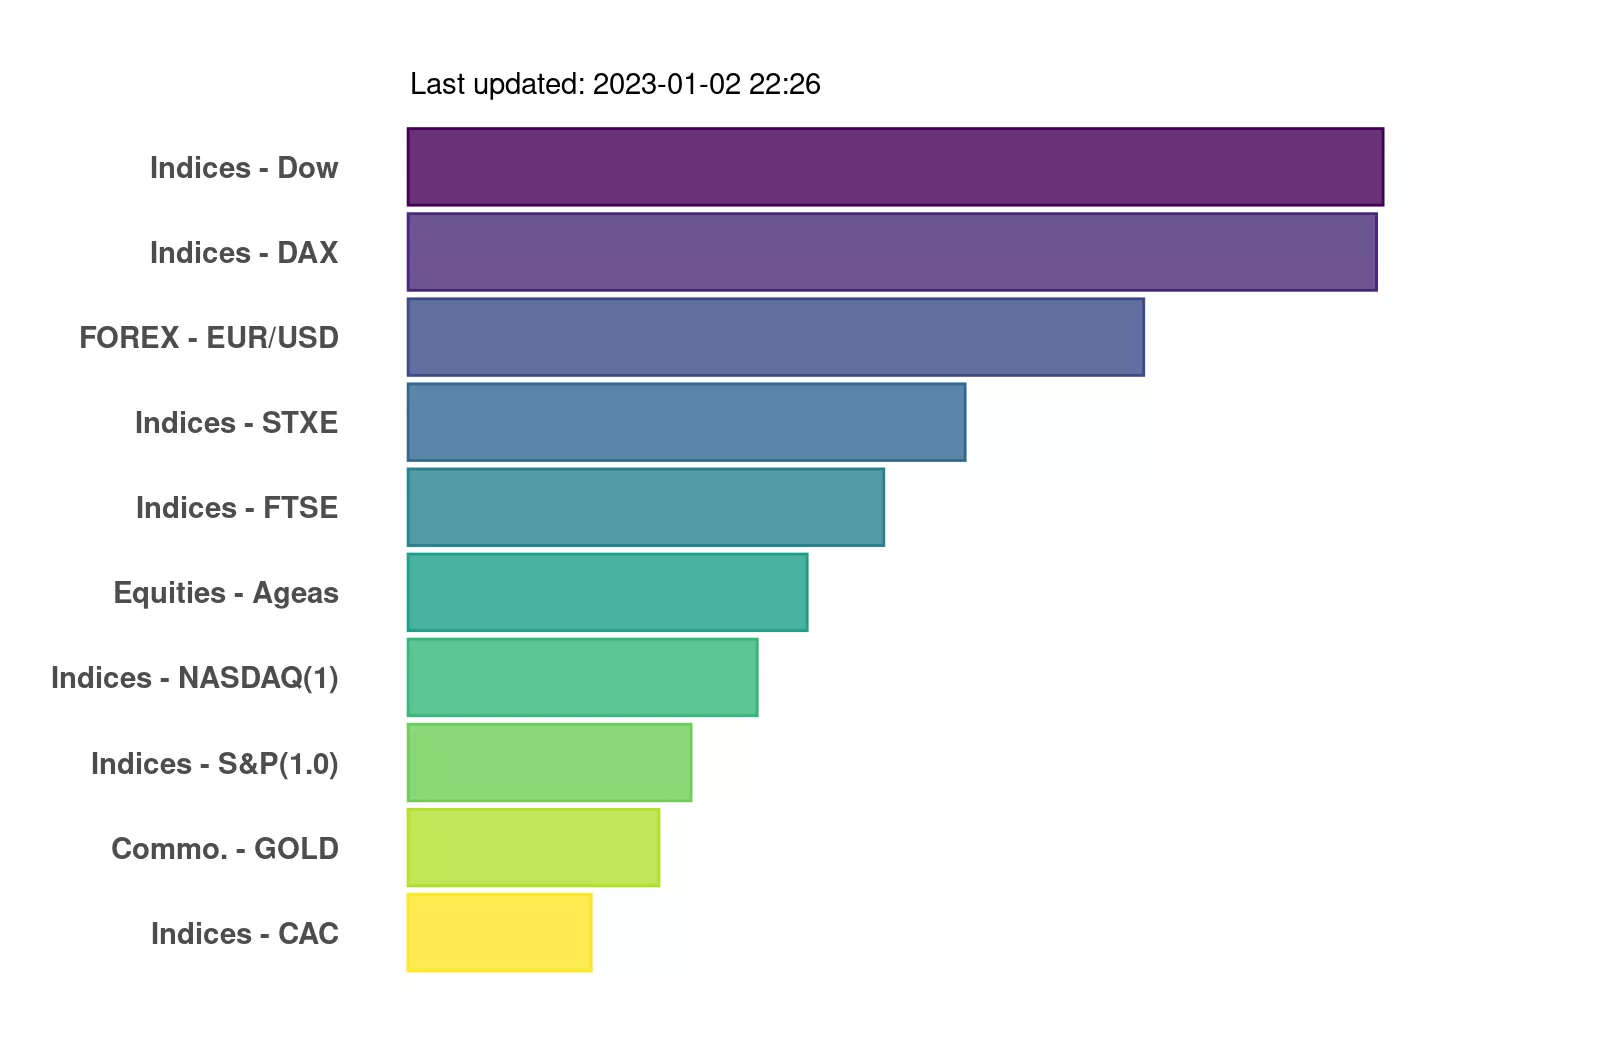 Last updated: 2023-01-02 22:26
Indices - Dow
Indices - DAX
FOREX - EUR/USD
Indices - STXE
Indices - FTSE
Equities - Ageas
Indices - NASDAQ(1)
Indices - S&P(1.0)
Commo. - GOLD
Indices - CAC